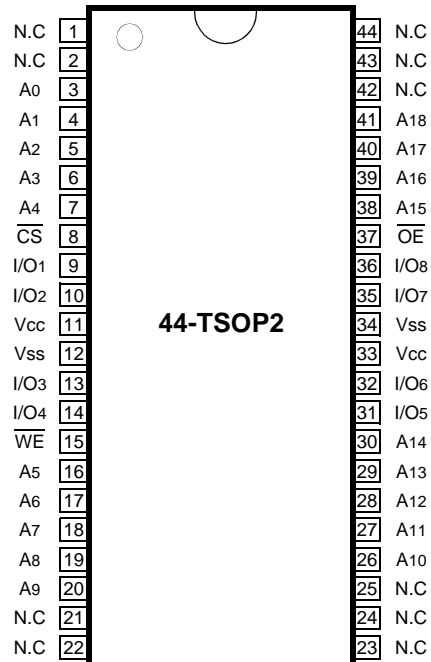 N.C 1 44 N.C
N.C 2 43 N.C
A0 3 42 N.C
A1 4 41 A18
A2 5 40 A17
A3 6 39 A16
A4 7 38 A15
C̅S̅ 8 37 O̅E̅
I/O1 9 36 I/O8
I/O2 10 35 I/O7
Vcc 11 44-TSOP2 34 Vss
Vss 12 33 Vcc
I/O3 13 32 I/O6
I/O4 14 31 I/O5
W̅E̅ 15 30 A14
A5 16 29 A13
A6 17 28 A12
A7 18 27 A11
A8 19 26 A10
A9 20 25 N.C
N.C 21 24 N.C
N.C 22 23 N.C